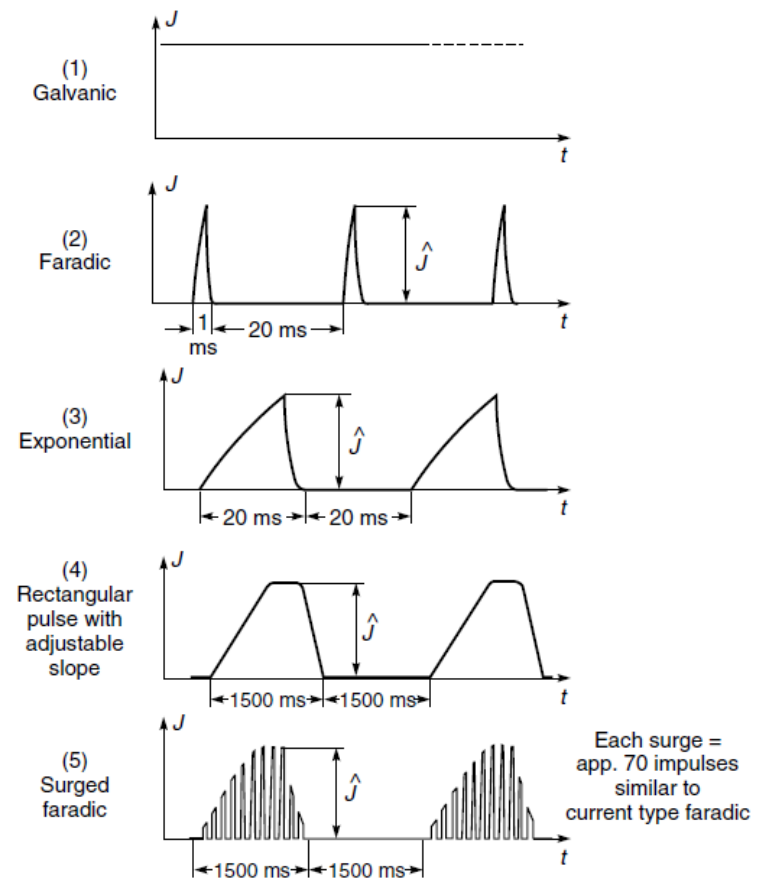 J
(1)
Galvanic
t
J
(2)
Faradic
Ĵ
t
1
ms
20 ms
J
(3)
Exponential
Ĵ
t
20 ms
20 ms
J
(4)
Rectangular
pulse with
adjustable
slope
Ĵ
t
1500 ms
1500 ms
J
(5)
Surged
faradic
Ĵ
Each surge =
app. 70 impulses
similar to
current type faradic
t
1500 ms
1500 ms